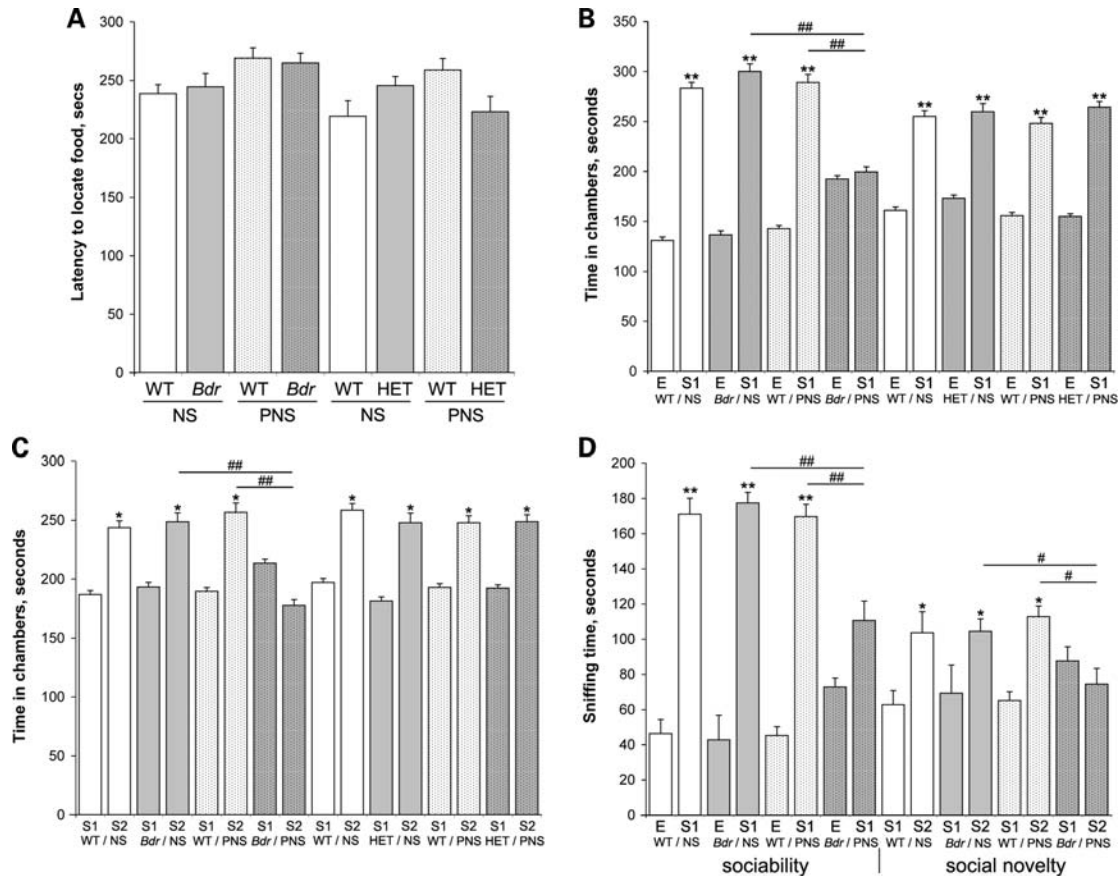 A
300
250
200
150
100
50
0
Latency to locate food, secs
WT Bdr WT Bdr WT HET WT HET
NS PNS NS PNS
B
## 
##
** ** ** ** ** ** **
350
300
250
200
150
100
50
0
Time in chambers, seconds
E S1 E S1 E S1 E S1 E S1 E S1 E S1 E S1
WT / NS Bdr / NS WT / PNS Bdr / PNS WT / NS HET / NS WT / PNS HET / PNS
C
##
##
* * * * * * *
300
250
200
150
100
50
0
Time in chambers, seconds
S1 S2 S1 S2 S1 S2 S1 S2 S1 S2 S1 S2 S1 S2 S1 S2
WT / NS Bdr / NS WT / PNS Bdr / PNS WT / NS HET / NS WT / PNS HET / PNS
D
##
##
** ** **
#
#
* * *
200
180
160
140
120
100
80
60
40
20
0
Sniffing time, seconds
E S1 E S1 E S1 E S1 S1 S2 S1 S2 S1 S2 S1 S2
WT / NS Bdr / NS WT / PNS Bdr / PNS WT / NS Bdr / NS WT / PNS Bdr / PNS
sociability social novelty